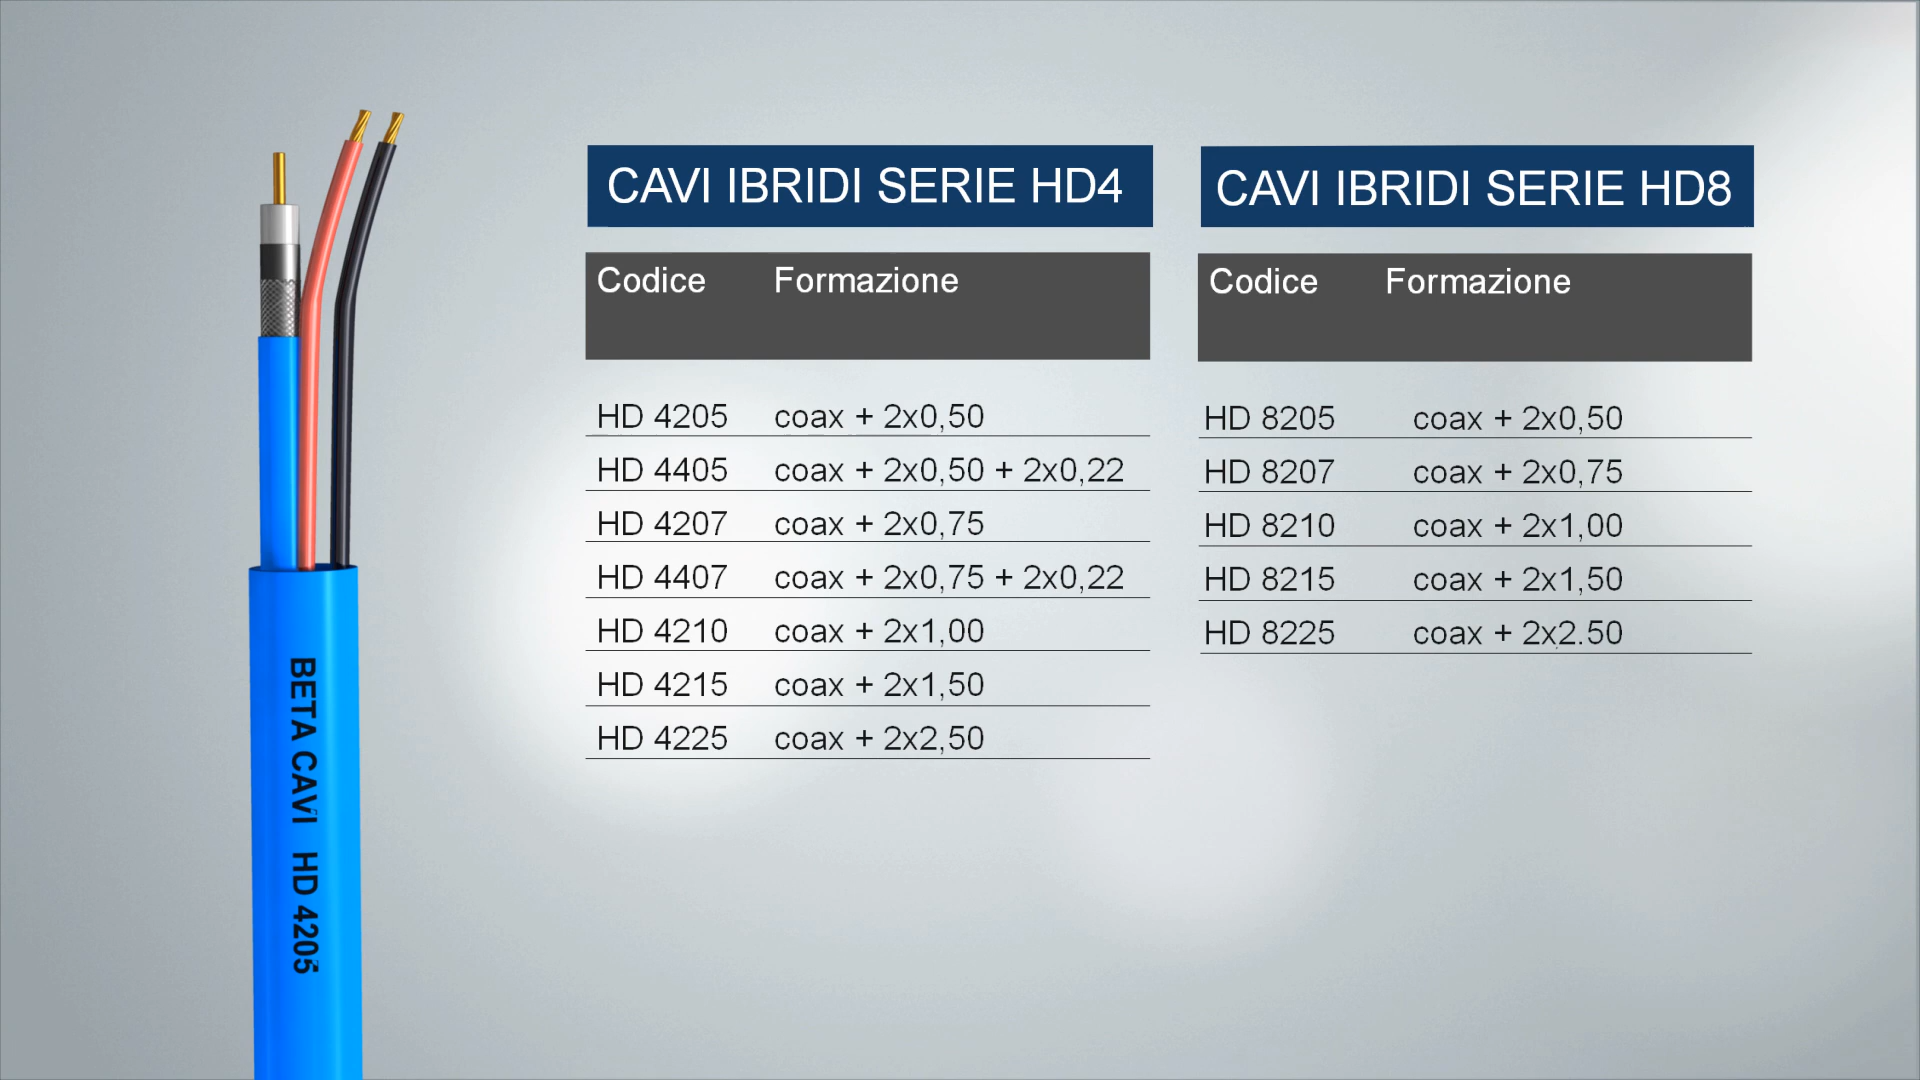 CAVI IBRIDI SERIE HD4
Codice Formazione
HD 4205 coax + 2x0,50
HD 4405 coax + 2x0,50 + 2x0,22
HD 4207 coax + 2x0,75
HD 4407 coax + 2x0,75 + 2x0,22
HD 4210 coax + 2x1,00
HD 4215 coax + 2x1,50
HD 4225 coax + 2x2,50
CAVI IBRIDI SERIE HD8
Codice Formazione
HD 8205 coax + 2x0,50
HD 8207 coax + 2x0,75
HD 8210 coax + 2x1,00
HD 8215 coax + 2x1,50
HD 8225 coax + 2x2.50
BETA CAVI HD 4205